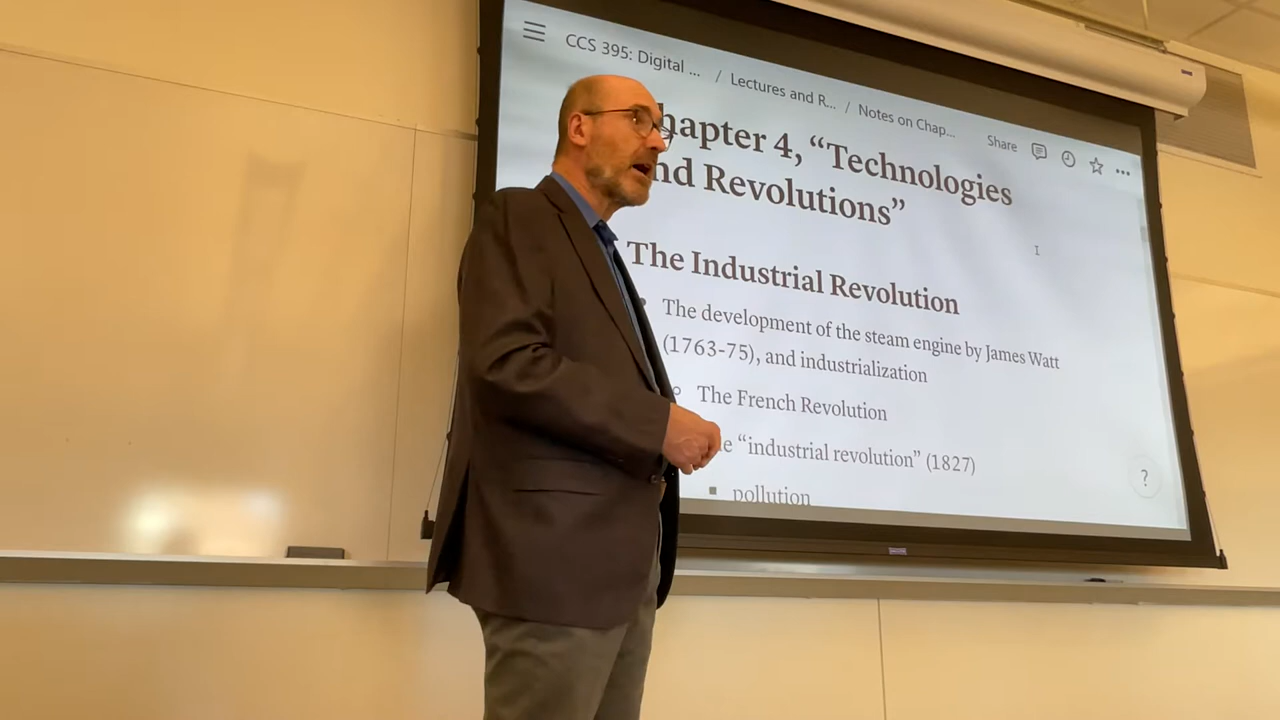 CCS 395: Digital ... / Lectures and R... / Notes on Chap...
Share
hapter 4, “Technologies
nd Revolutions”
The Industrial Revolution
The development of the steam engine by James Watt
(1763-75), and industrialization
The French Revolution
e “industrial revolution” (1827)
pollution
?